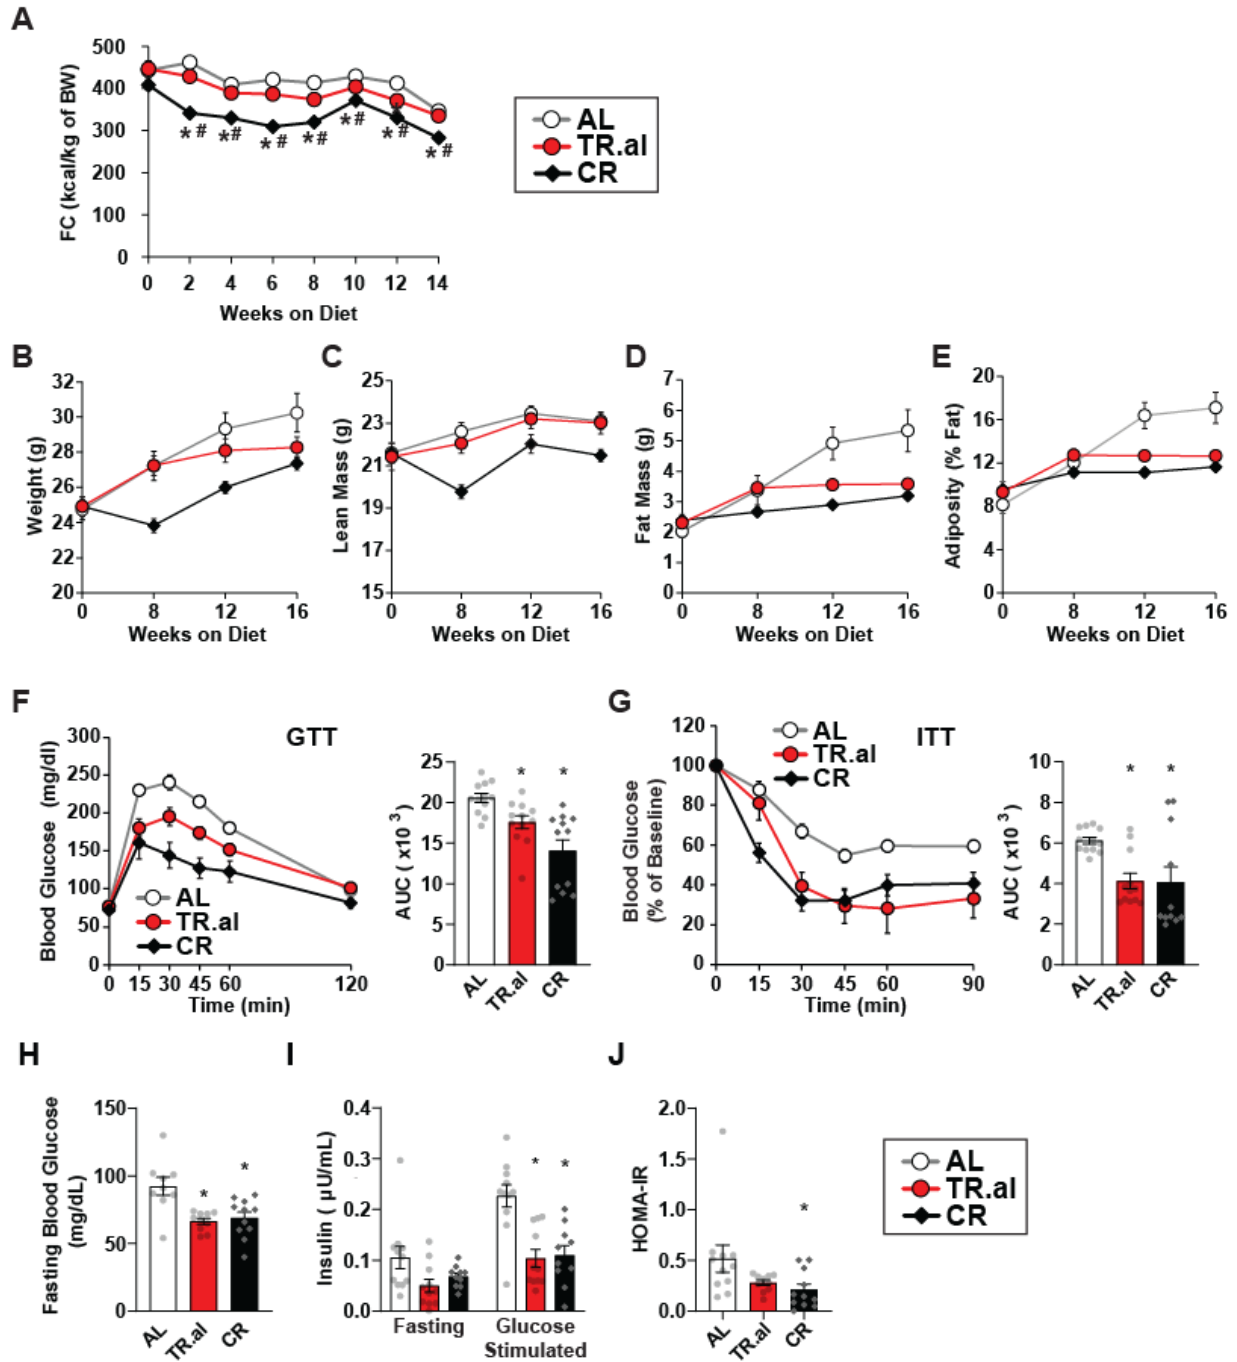 A
FC (kcal/kg of BW)
500
400
300
200
100
0
* #
*#
* #
* #
* #
* #
* #
0 2 4 6 8 10 12 14
Weeks on Diet
AL
TR.al
CR
B
Weight (g)
32
30
28
26
24
22
20
0 8 12 16
Weeks on Diet
C
Lean Mass (g)
25
23
21
19
17
15
0 8 12 16
Weeks on Diet
D
Fat Mass (g)
7
6
5
4
3
2
1
0
0 8 12 16
Weeks on Diet
E
Adiposity (% Fat)
20
16
12
8
4
0
0 8 12 16
Weeks on Diet
F
GTT
Blood Glucose (mg/dl)
300
250
200
150
100
50
0
AL
TR.al
CR
0 15 30 45 60 120
Time (min)
AUC ( x10 3 )
25
20
15
10
5
0
* *
AL TR.al CR
G
ITT
Blood Glucose
(% of Baseline)
120
100
80
60
40
20
0
AL
TR.al
CR
0 15 30 45 60 90
Time (min)
AUC ( x10 3 )
10
8
6
4
2
0
* *
AL TR.al CR
H
Fasting Blood Glucose
(mg/dL)
150
100
50
0
* *
AL TR.al CR
I
Insulin ( µU/mL)
0.4
0.3
0.2
0.1
0.0
* *
Fasting Glucose
Stimulated
J
HOMA-IR
2.0
1.5
1.0
0.5
0.0
*
AL TR.al CR
AL
TR.al
CR